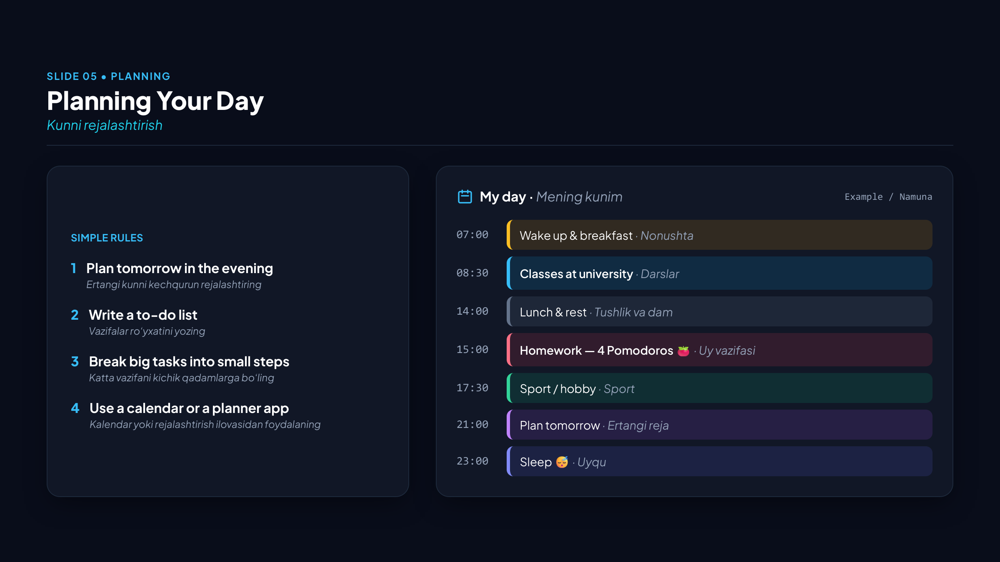 SLIDE 05 • PLANNING
Planning Your Day
Kunni rejalashtirish
SIMPLE RULES
1 Plan tomorrow in the evening
Ertangi kunni kechqurun rejalashtiring
2 Write a to-do list
Vazifalar ro‘yxatini yozing
3 Break big tasks into small steps
Katta vazifani kichik qadamlarga bo‘ling
4 Use a calendar or a planner app
Kalendar yoki rejalashtirish ilovasidan foydalaning
My day · Mening kunim
Example / Namuna
07:00 Wake up & breakfast · Nonushta
08:30 Classes at university · Darslar
14:00 Lunch & rest · Tushlik va dam
15:00 Homework — 4 Pomodoros 🍅 · Uy vazifasi
17:30 Sport / hobby · Sport
21:00 Plan tomorrow · Ertangi reja
23:00 Sleep 😴 · Uyqu